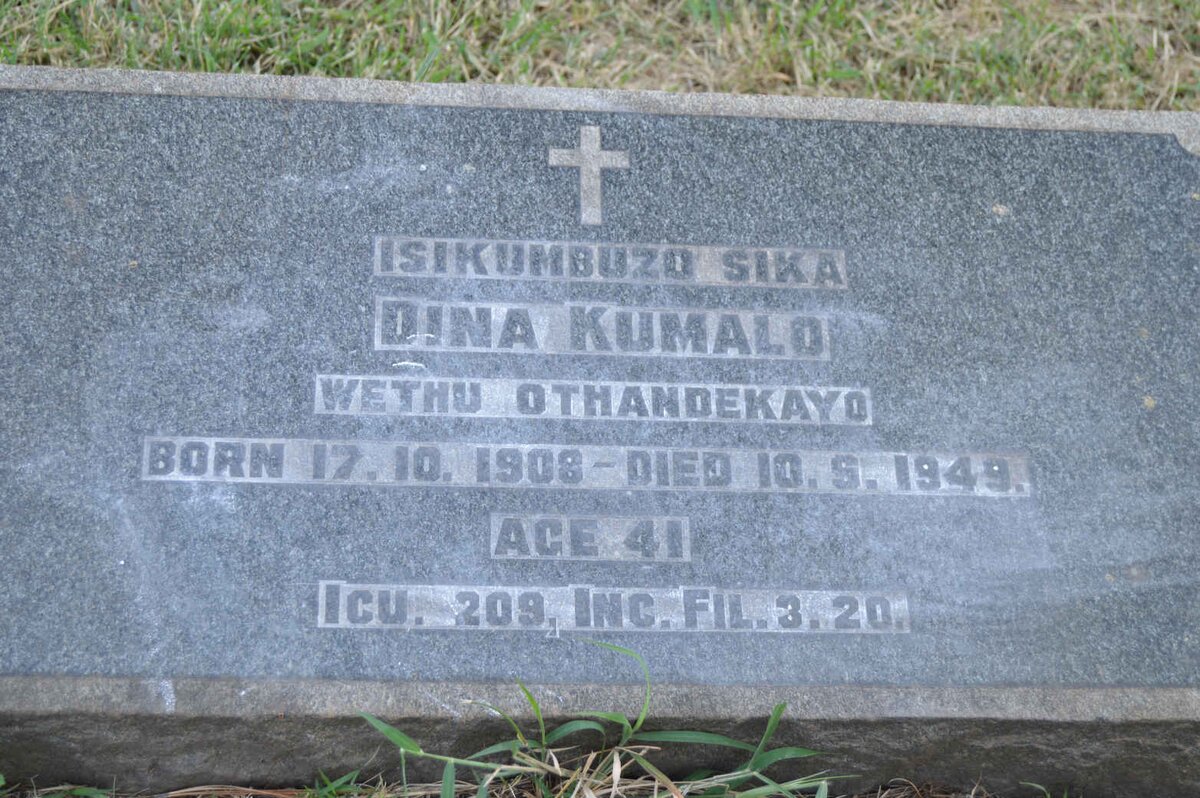 ISIKUMBUZO SIKA
DINA KUMALO
WETHU OTHANDEKAYO
BORN 17. 10. 1908 - DIED 10. 9. 1949.
AGE 41
ICU. 209, INC. FIL. 3. 20.